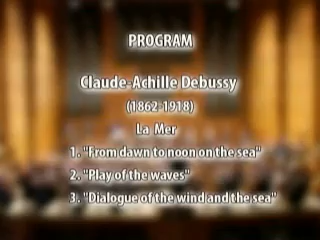 PROGRAM
Claude-Achille Debussy
(1862-1918)
La Mer
1. "From dawn to noon on the sea"
2. "Play of the waves"
3. "Dialogue of the wind and the sea"